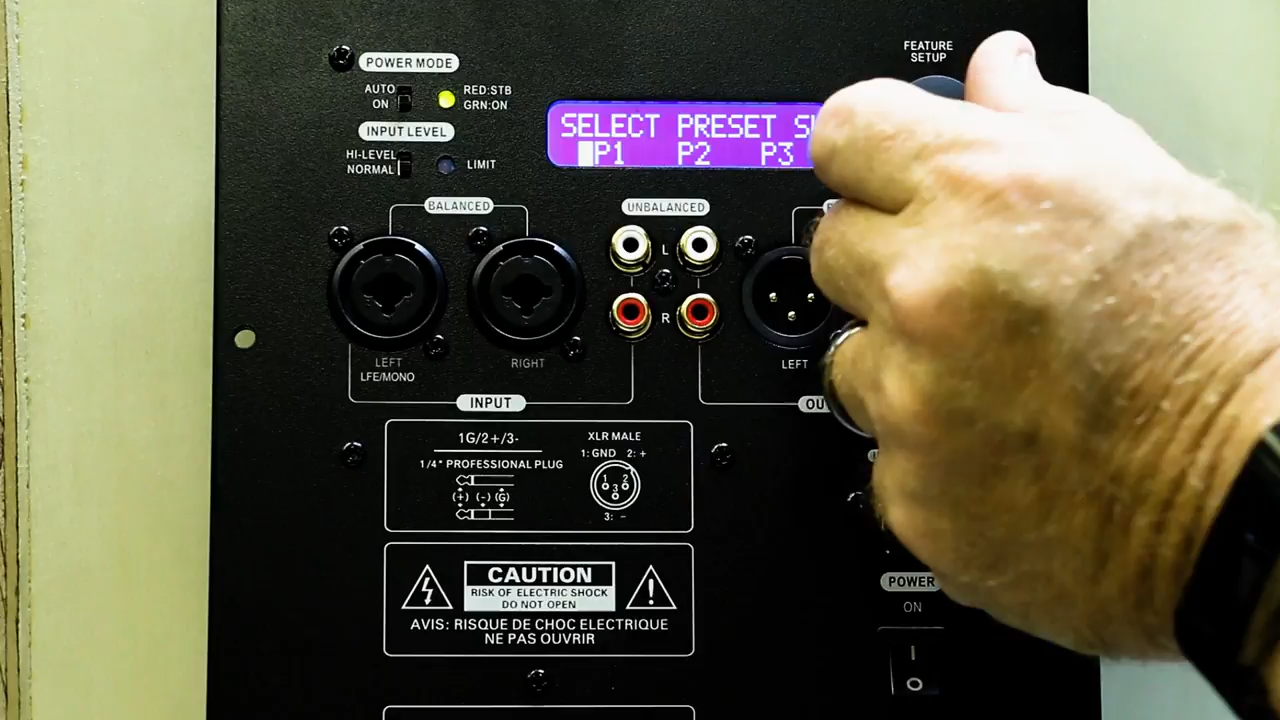 POWER MODE
AUTO
ON
RED:STB
GRN:ON
INPUT LEVEL
HI-LEVEL
NORMAL
LIMIT
FEATURE
SETUP
SELECT PRESET
P1 P2 P3
BALANCED
UNBALANCED
L
R
LEFT
LFE/MONO
RIGHT
LEFT
INPUT
1G/2+/3-
1/4" PROFESSIONAL PLUG
(+) (-) (G)
XLR MALE
1: GND 2: +
1 2
3
3: -
CAUTION
RISK OF ELECTRIC SHOCK
DO NOT OPEN
AVIS: RISQUE DE CHOC ELECTRIQUE
NE PAS OUVRIR
POWER
ON
I
O